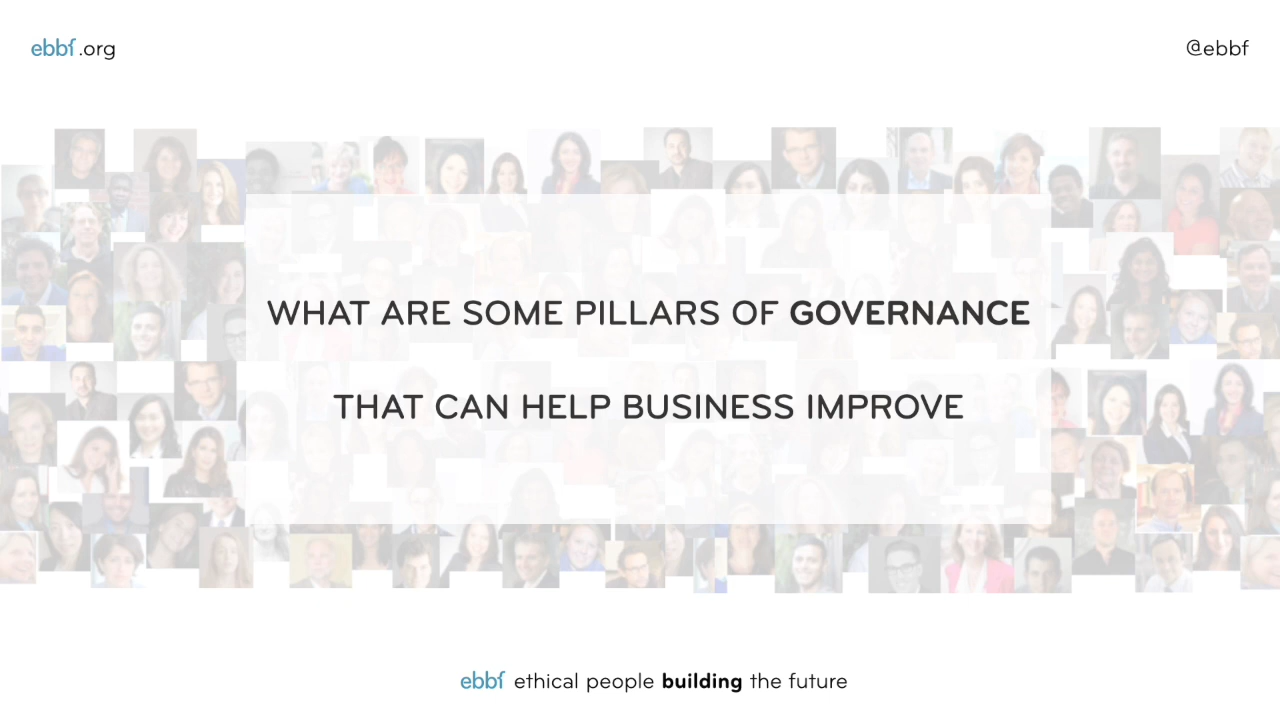 ebbf.org
@ebbf
WHAT ARE SOME PILLARS OF GOVERNANCE
THAT CAN HELP BUSINESS IMPROVE
ebbf ethical people building the future